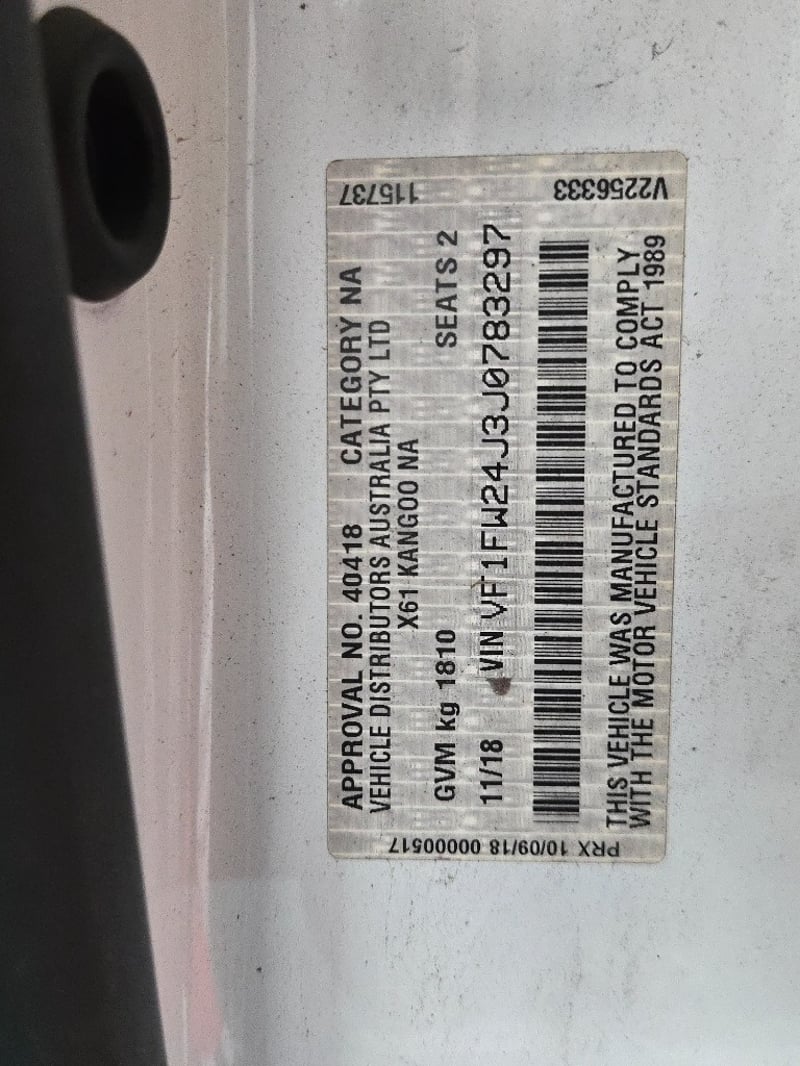 APPROVAL NO. 40418 CATEGORY NA
VEHICLE DISTRIBUTORS AUSTRALIA PTY LTD
X61 KANGOO NA
GVM kg 1810 SEATS 2
11/18 VIN VF1FW24J3J0783297
THIS VEHICLE WAS MANUFACTURED TO COMPLY
WITH THE MOTOR VEHICLE STANDARDS ACT 1989
115737
V2256333
PRX 10/09/18 00000517